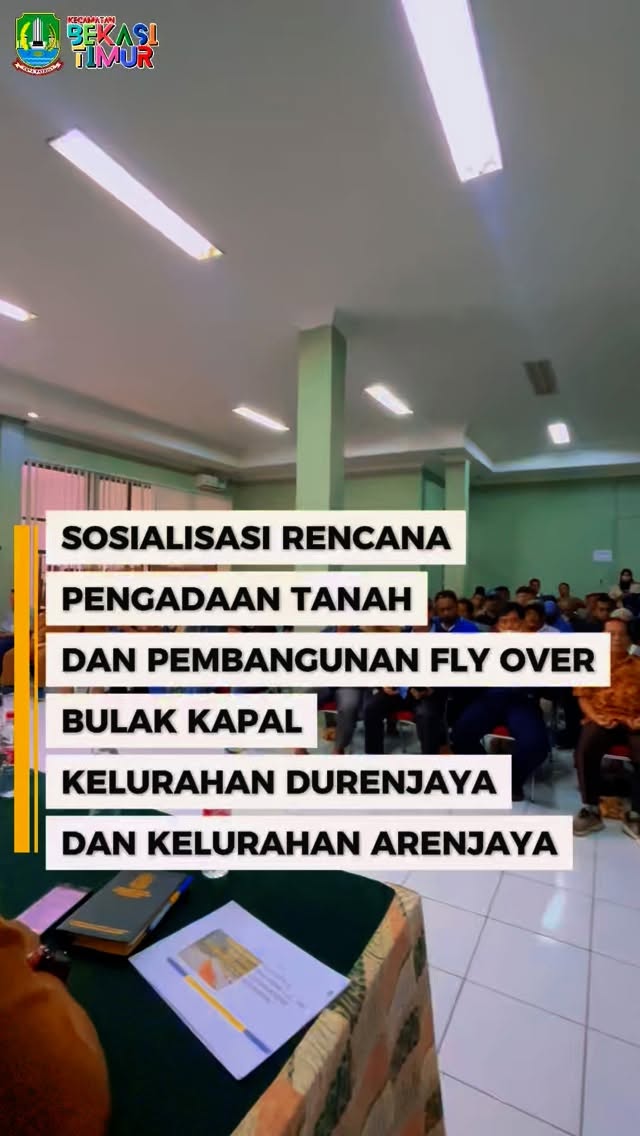 KECAMATAN
BEKASI
TIMUR
SOSIALISASI RENCANA
PENGADAAN TANAH
DAN PEMBANGUNAN FLY OVER
BULAK KAPAL
KELURAHAN DURENJAYA
DAN KELURAHAN ARENJAYA